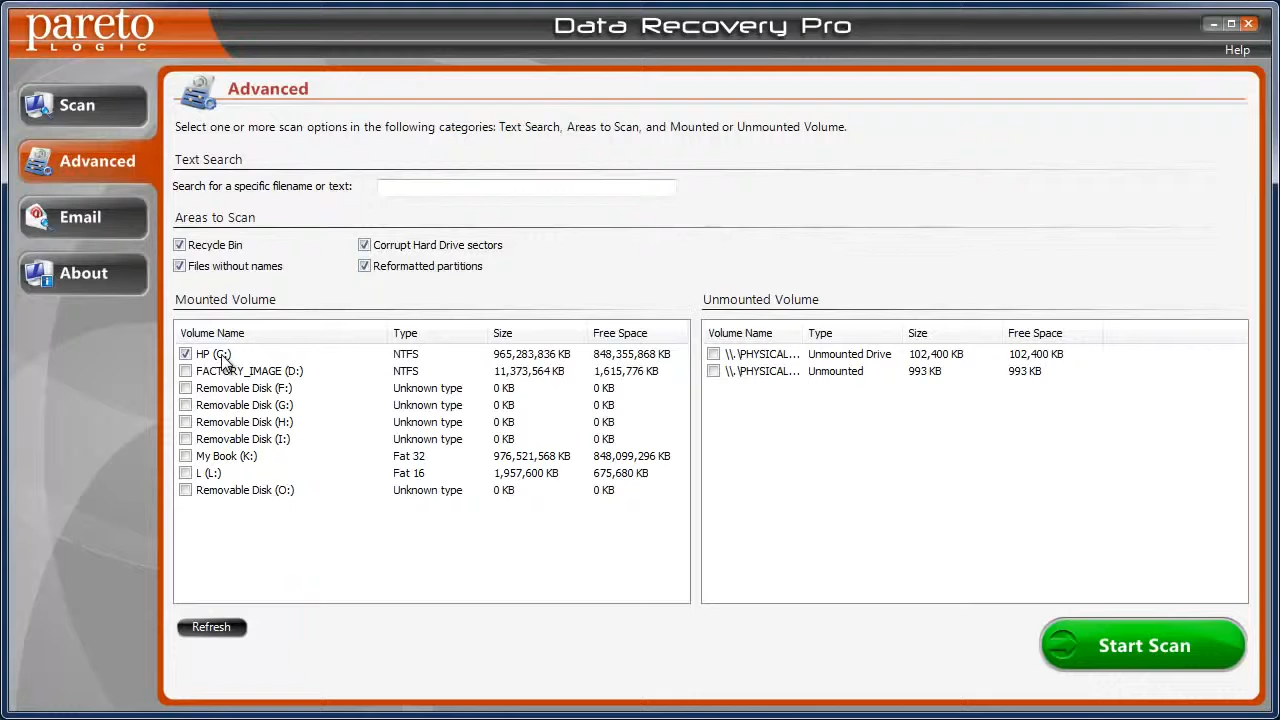 pareto
LOGIC
Data Recovery Pro
Help
Scan
Advanced
Email
About
Advanced
Select one or more scan options in the following categories: Text Search, Areas to Scan, and Mounted or Unmounted Volume.
Text Search
Search for a specific filename or text:
Areas to Scan
Recycle Bin Corrupt Hard Drive sectors
Files without names Reformatted partitions
Mounted Volume
Volume Name Type Size Free Space
HP (C:) NTFS 965,283,836 KB 848,355,868 KB
FACTORY_IMAGE (D:) NTFS 11,373,564 KB 1,615,776 KB
Removable Disk (F:) Unknown type 0 KB 0 KB
Removable Disk (G:) Unknown type 0 KB 0 KB
Removable Disk (H:) Unknown type 0 KB 0 KB
Removable Disk (I:) Unknown type 0 KB 0 KB
My Book (K:) Fat 32 976,521,568 KB 848,099,296 KB
L (L:) Fat 16 1,957,600 KB 675,680 KB
Removable Disk (O:) Unknown type 0 KB 0 KB
Unmounted Volume
Volume Name Type Size Free Space
\\.\PHYSICAL... Unmounted Drive 102,400 KB 102,400 KB
\\.\PHYSICAL... Unmounted 993 KB 993 KB
Refresh
Start Scan